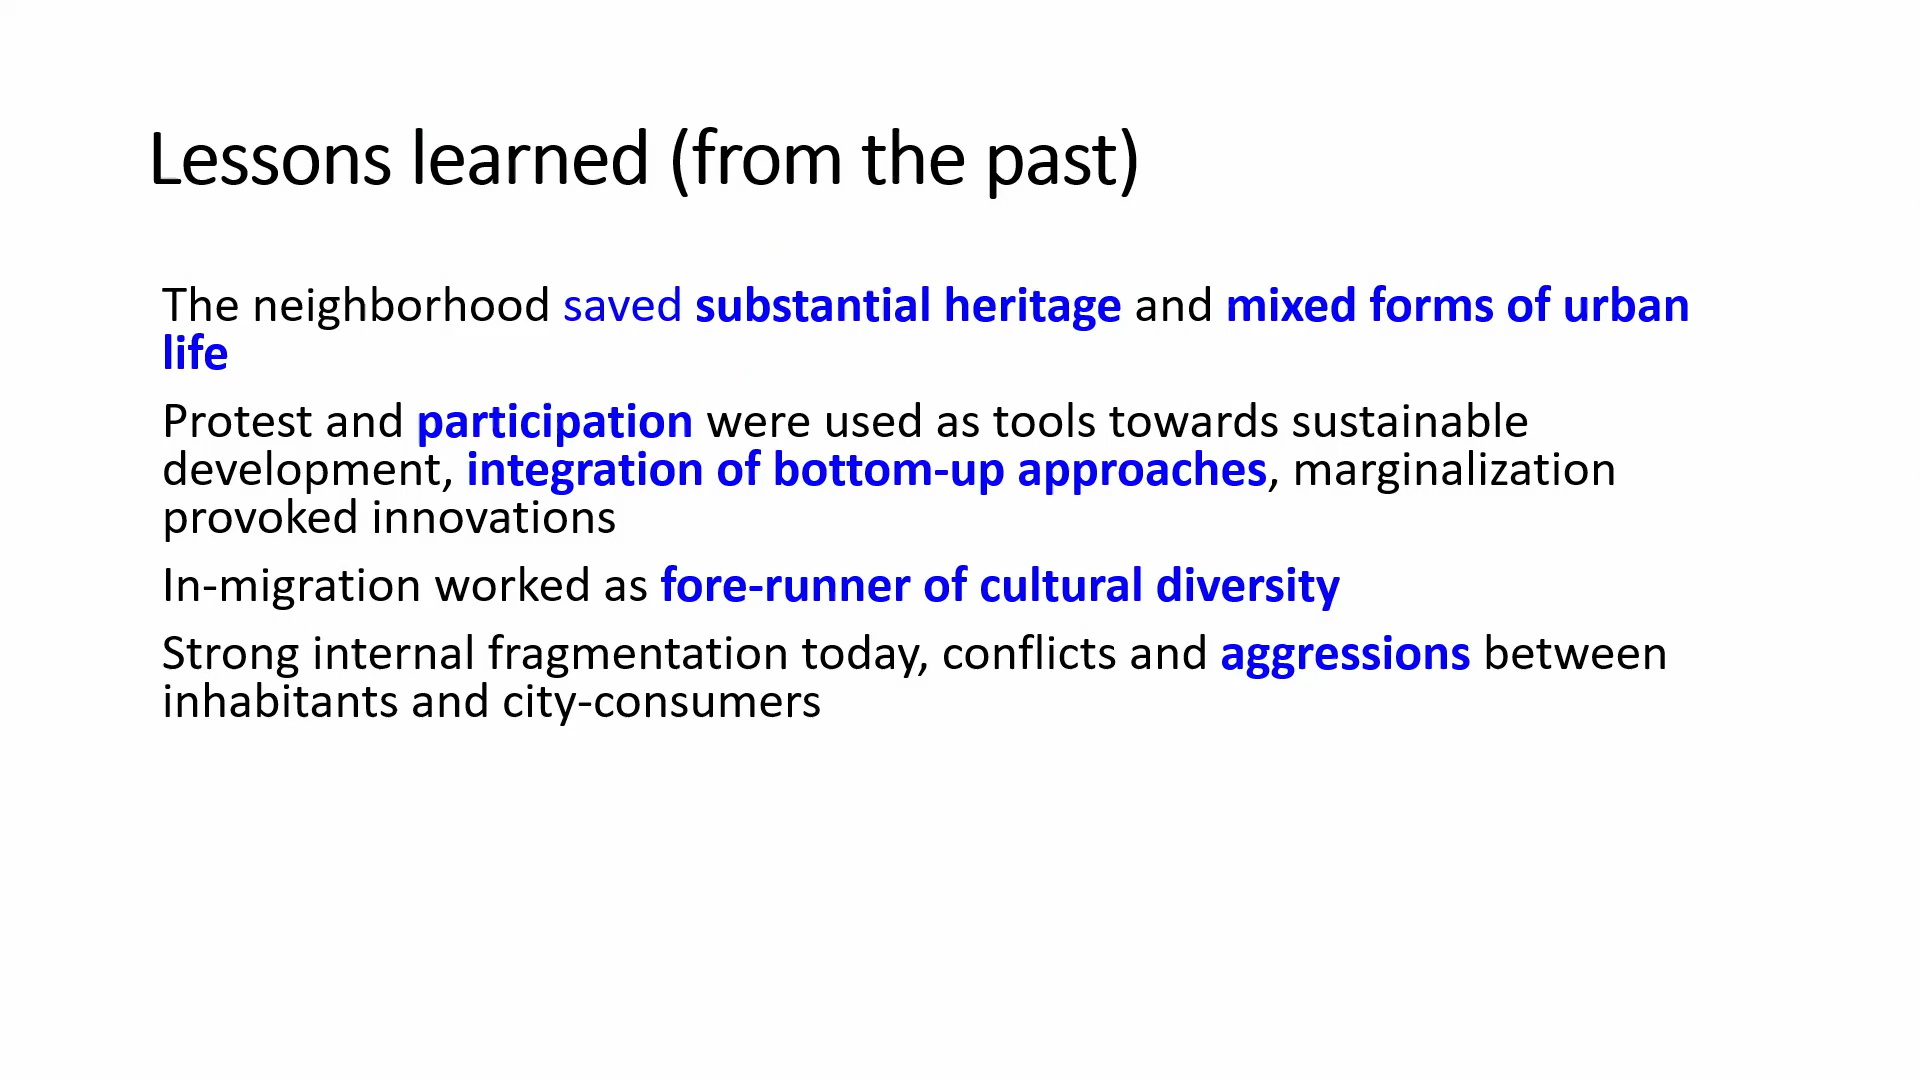 Lessons learned (from the past)
The neighborhood saved substantial heritage and mixed forms of urban
life
Protest and participation were used as tools towards sustainable
development, integration of bottom-up approaches, marginalization
provoked innovations
In-migration worked as fore-runner of cultural diversity
Strong internal fragmentation today, conflicts and aggressions between
inhabitants and city-consumers